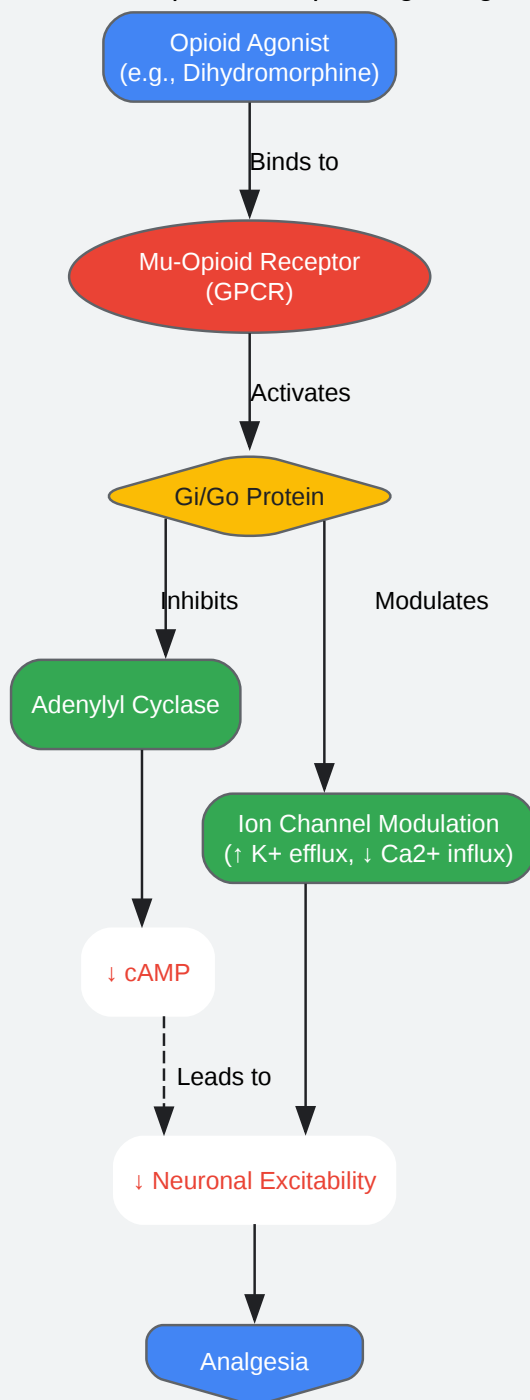 Opioid Agonist
(e.g., Dihydromorphine)
Binds to
Mu-Opioid Receptor
(GPCR)
Activates
Gi/Go Protein
Inhibits
Modulates
Adenylyl Cyclase
Ion Channel Modulation
(↑ K+ efflux, ↓ Ca2+ influx)
↓ cAMP
Leads to
↓ Neuronal Excitability
Analgesia